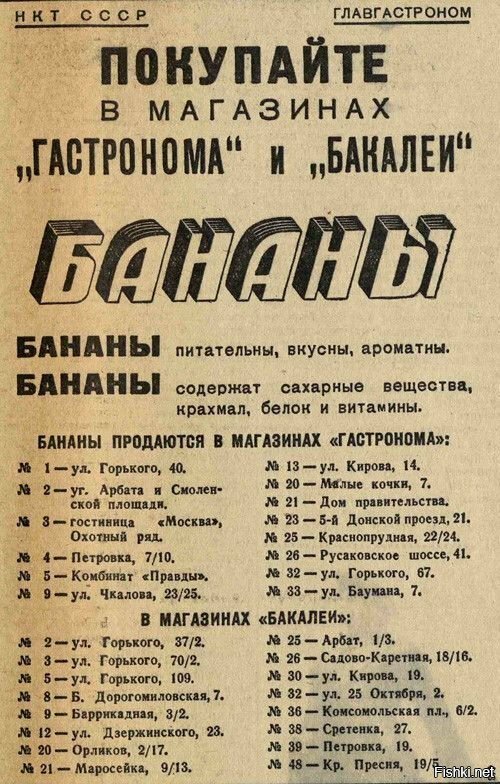 НКТ СССР
ГЛАВГАСТРОНОМ
ПОКУПАЙТЕ
В МАГАЗИНАХ
„ГАСТРОНОМА“ и „БАКАЛЕИ“
БАНАНЫ
БАНАНЫ питательны, вкусны, ароматны.
БАНАНЫ содержат сахарные вещества,
крахмал, белок и витамины.
БАНАНЫ ПРОДАЮТСЯ В МАГАЗИНАХ «ГАСТРОНОМА»:
№ 1 — ул. Горького, 40.
№ 2 — уг. Арбата и Смолен-
ской площади.
№ 3 — гостиница «Москва»,
Охотный ряд.
№ 4 — Петровка, 7/10.
№ 5 — Комбинат «Правды».
№ 9 — ул. Чкалова, 23/25.
№ 13 — ул. Кирова, 14.
№ 20 — Малые кочки, 7.
№ 21 — Дом правительства.
№ 23 — 5-й Донской проезд, 21.
№ 25 — Краснопрудная, 22/24.
№ 26 — Русаковское шоссе, 41.
№ 32 — ул. Горького, 67.
№ 33 — ул. Баумана, 7.
В МАГАЗИНАХ «БАКАЛЕИ»:
№ 2 — ул. Горького, 37/2.
№ 3 — ул. Горького, 70/2.
№ 5 — ул. Горького, 109.
№ 8 — Б. Дорогомиловская, 7.
№ 9 — Баррикадная, 3/2.
№ 12 — ул. Дзержинского, 23.
№ 20 — Орликов, 2/17.
№ 21 — Маросейка, 9/13.
№ 25 — Арбат, 1/3.
№ 26 — Садово-Каретная, 18/16.
№ 30 — ул. Кирова, 19.
№ 32 — ул. 25 Октября, 2.
№ 36 — Комсомольская пл., 6/2.
№ 38 — Сретенка, 27.
№ 39 — Петровка, 19.
№ 48 — Кр. Пресня, 19/5
Fishki.net